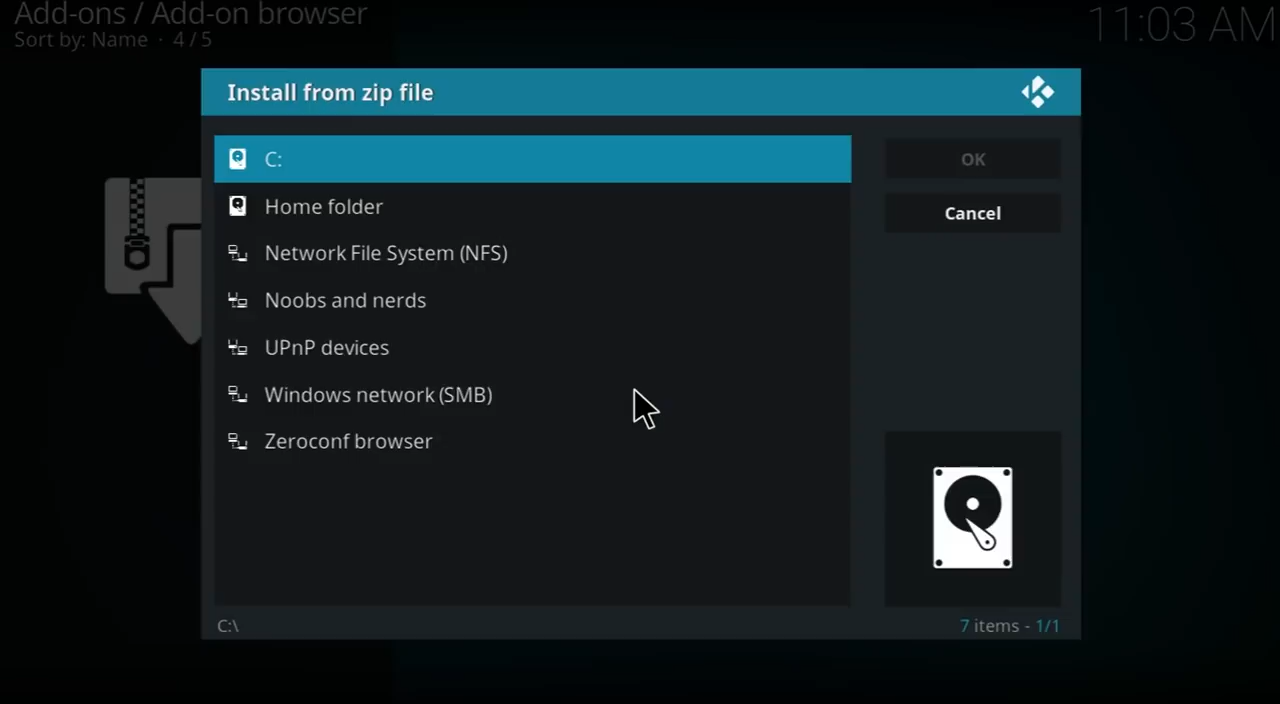 Add-ons / Add-on browser
Sort by: Name · 4 / 5
11:03 AM
Install from zip file
C:
Home folder
Network File System (NFS)
Noobs and nerds
UPnP devices
Windows network (SMB)
Zeroconf browser
OK
Cancel
C:\
7 items - 1/1